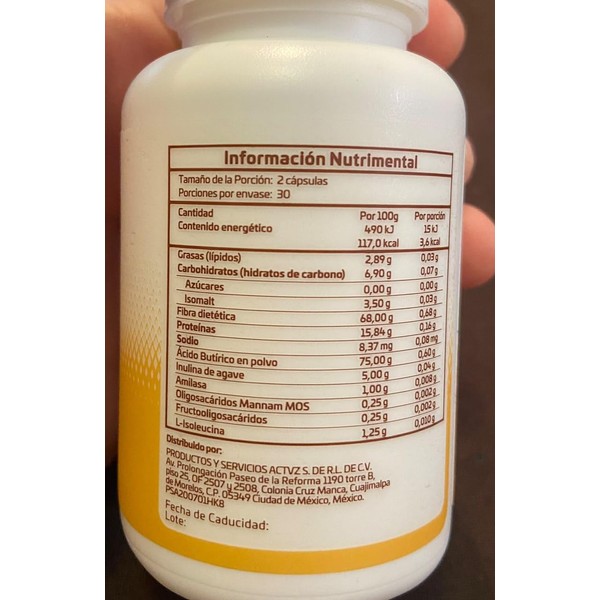 Información Nutrimental
Tamaño de la Porción: 2 cápsulas
Porciones por envase: 30
Cantidad Por 100g Por porción
Contenido energético 490 kJ 15 kJ
117,0 kcal 3,6 kcal
Grasas (lípidos) 2,89 g 0,03 g
Carbohidratos (hidratos de carbono) 6,90 g 0,07 g
Azúcares 0,00 g 0,00 g
Isomalt 3,50 g 0,03 g
Fibra dietética 68,00 g 0,68 g
Proteínas 15,84 g 0,16 g
Sodio 8,37 mg 0,08 mg
Ácido Butírico en polvo 75,00 g 0,60 g
Inulina de agave 5,00 g 0,04 g
Amilasa 1,00 g 0,008 g
Oligosacáridos Mannam MOS 0,25 g 0,002 g
Fructooligosacáridos 0,25 g 0,002 g
L-Isoleucina 1,25 g 0,010 g
Distribuido por:
PRODUCTOS Y SERVICIOS ACTVZ S. DE R.L. DE C.V.
Av. Prolongación Paseo de la Reforma 1190 torre B,
piso 25, OF 2507 y 2508, Colonia Cruz Manca, Cuajimalpa
de Morelos, C.P. 05349 Ciudad de México, México.
PSA200701HK8
Fecha de Caducidad:
Lote: